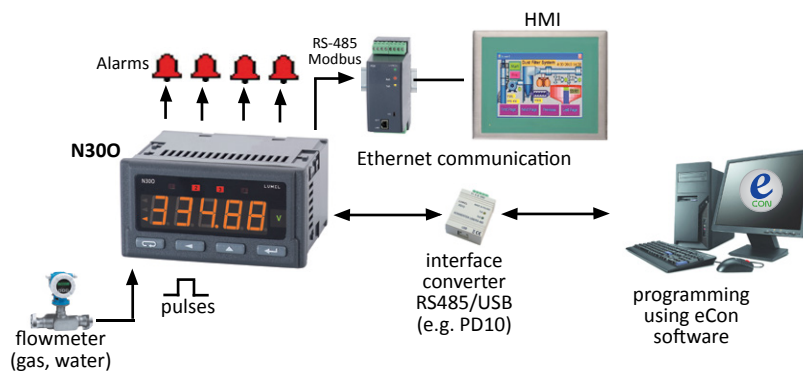 HMI
RS-485
Modbus
Alarms
N30O
Ethernet communication
N30O
LUMEL
334.88
V
e
CON
pulses
flowmeter
(gas, water)
interface
converter
RS485/USB
(e.g. PD10)
programming
using eCon
software